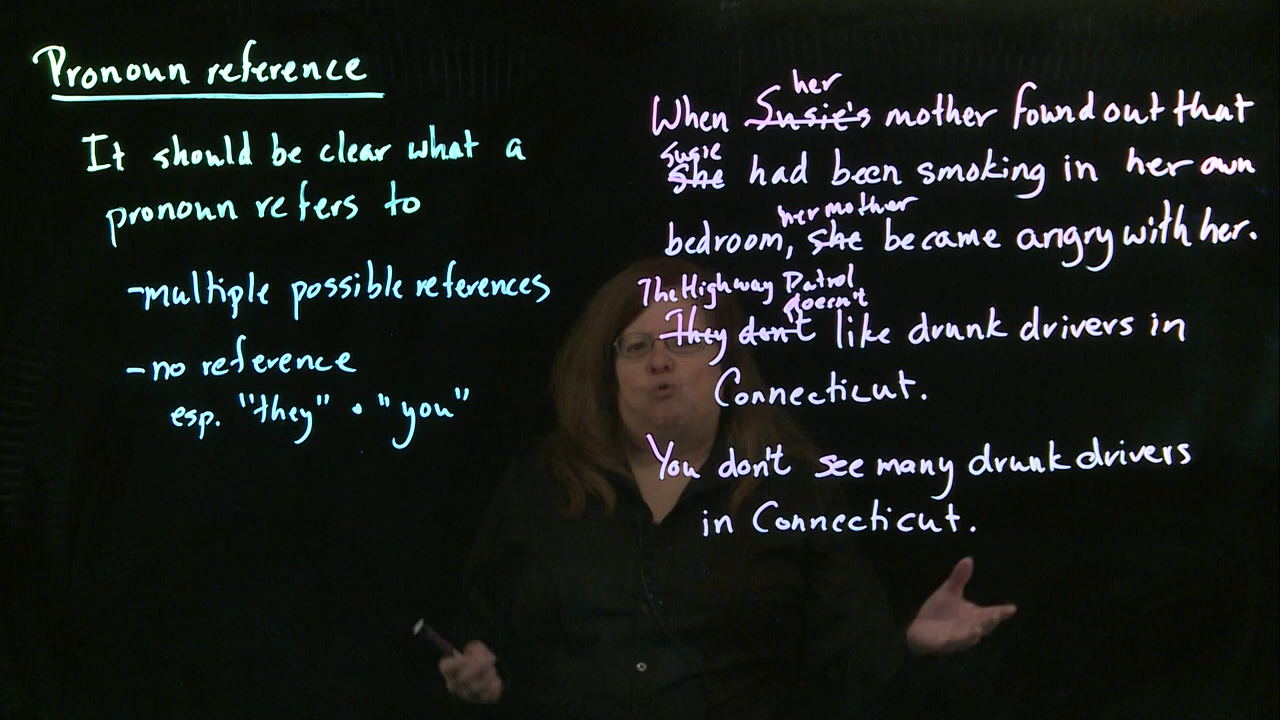 Pronoun reference
It should be clear what a
pronoun refers to
-multiple possible references
-no reference
esp. "they" • "you"
her
When Susie's mother found out that
Susie
she had been smoking in her own
her mother
bedroom, she became angry with her.
The Highway Patrol
doesn't
They don't like drunk drivers in
Connecticut.
You don't see many drunk drivers
in Connecticut.